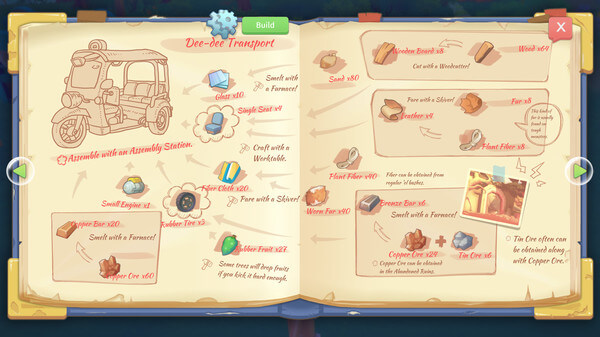 Build
X
Dee-dee Transport
Glass x10
Smelt with
a Furnace!
Single Seat x4
Assemble with an Assembly Station.
Craft with a
Worktable.
Small Engine x1
Fiber Cloth x20
Pare with a Shiver!
Rubber Tire x3
Copper Bar x20
Smelt with a Furnace!
Copper Ore x60
Rubber Fruit x27
Some trees will drop fruits
if you kick it hard enough.
Sand x80
Wooden Board x8
Wood x64
Cut with a Woodcutter!
Pare with a Shiver!
Fur x8
Leather x4
Plant Fiber x8
Plant Fiber x40
Fiber can be obtained from
regular 'ol bushes.
Worn Fur x40
Bronze Bar x6
Smelt with a Furnace!
Copper Ore x24
+
Tin Ore x6
Copper Ore can be obtained
in the Abandoned Ruins.
Tin Ore often can
be obtained along
with Copper Ore.